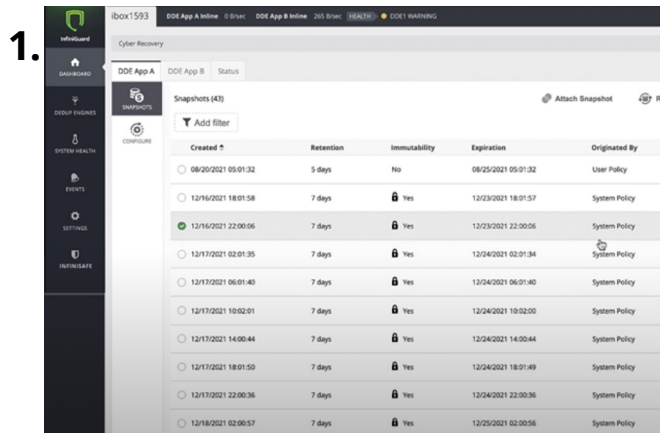 1.
InfiniGuard
ibox1593 DDE App A Inline 0 B/sec DDE App B Inline 265 B/sec HEALTH DDE1 WARNING
Cyber Recovery
DASHBOARD
DEDUP ENGINES
SYSTEM HEALTH
EVENTS
SETTINGS
INFINISAFE
DDE App A DDE App B Status
SNAPSHOTS
CONFIGURE
Snapshots (43) Attach Snapshot R
Add filter
Created Retention Immutability Expiration Originated By
08/20/2021 05:01:32 5 days No 08/25/2021 05:01:32 User Policy
12/16/2021 18:01:58 7 days Yes 12/23/2021 18:01:57 System Policy
12/16/2021 22:00:06 7 days Yes 12/23/2021 22:00:05 System Policy
12/17/2021 02:01:35 7 days Yes 12/24/2021 02:01:34 System Policy
12/17/2021 06:01:40 7 days Yes 12/24/2021 06:01:40 System Policy
12/17/2021 10:02:01 7 days Yes 12/24/2021 10:02:00 System Policy
12/17/2021 14:00:44 7 days Yes 12/24/2021 14:00:44 System Policy
12/17/2021 18:01:50 7 days Yes 12/24/2021 18:01:49 System Policy
12/17/2021 22:00:36 7 days Yes 12/24/2021 22:00:36 System Policy
12/18/2021 02:00:57 7 days Yes 12/25/2021 02:00:56 System Policy